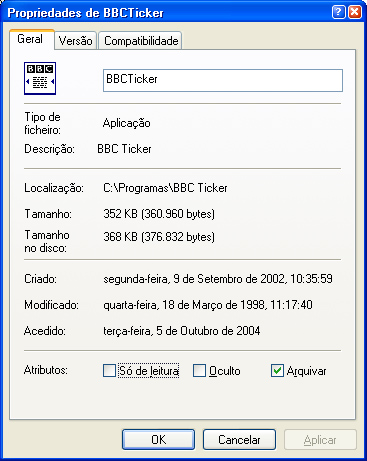 Propriedades de BBCTicker
Geral Versão Compatibilidade
BBC
BBCTicker
Tipo de
ficheiro: Aplicação
Descrição: BBC Ticker
Localização: C:\Programas\BBC Ticker
Tamanho: 352 KB (360.960 bytes)
Tamanho
no disco: 368 KB (376.832 bytes)
Criado: segunda-feira, 9 de Setembro de 2002, 10:35:59
Modificado: quarta-feira, 18 de Março de 1998, 11:17:40
Acedido: terça-feira, 5 de Outubro de 2004
Atributos: Só de leitura Oculto Arquivar
OK Cancelar Aplicar